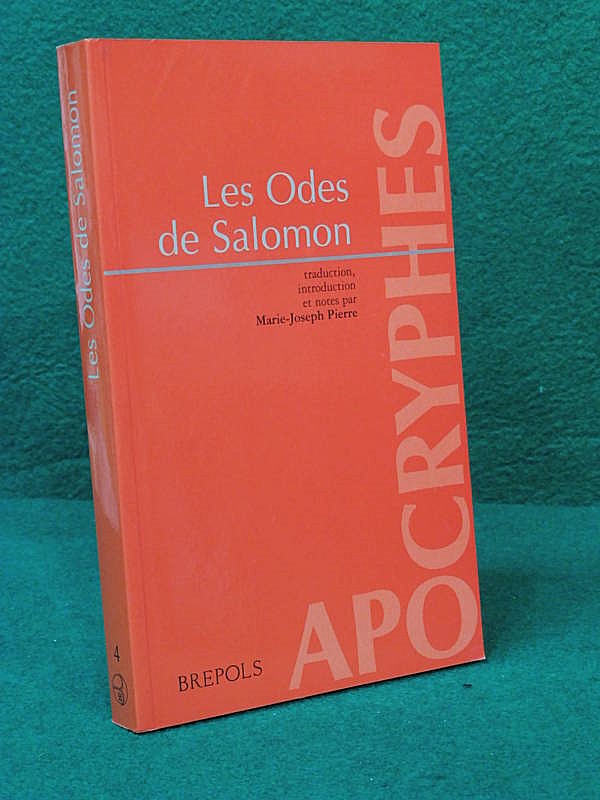 Les Odes de Salomon
4
Les Odes
de Salomon
traduction,
introduction
et notes par
Marie-Joseph Pierre
APOCRYPHES
BREPOLS